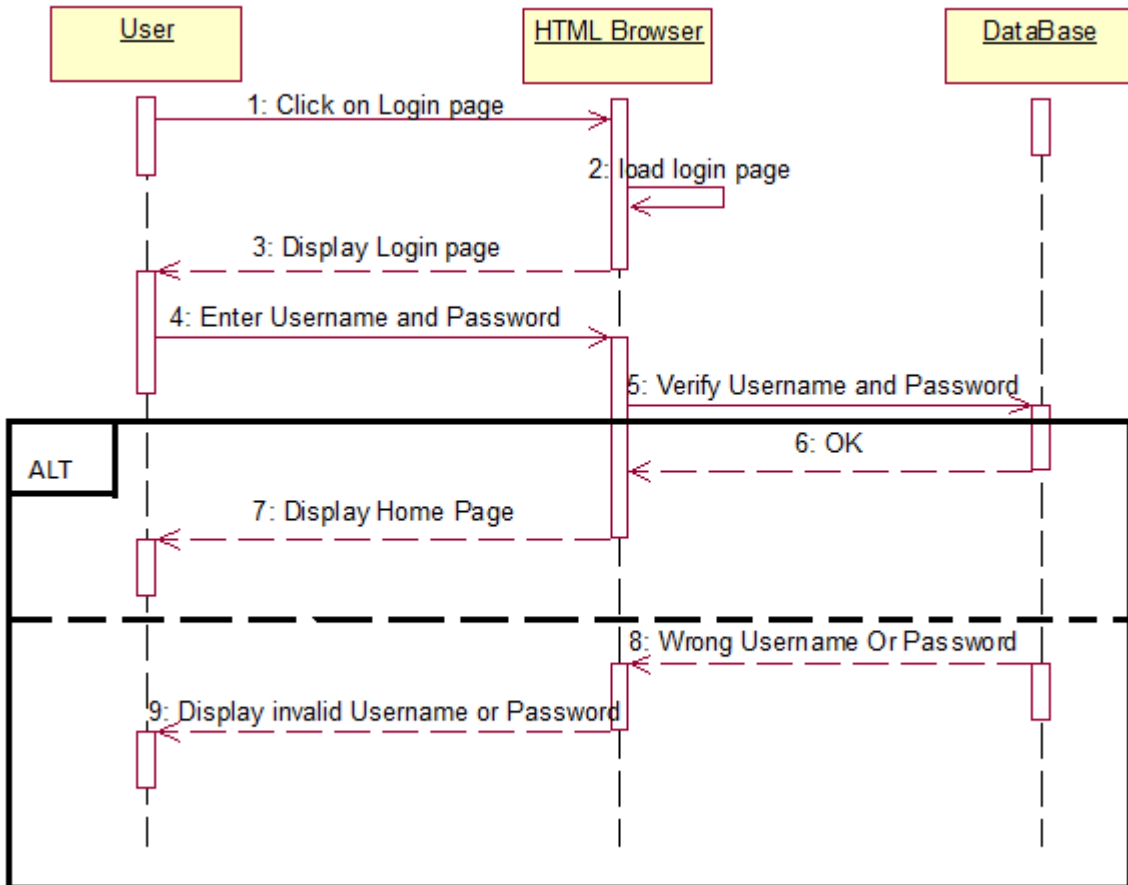 User
HTML Browser
DataBase
1: Click on Login page
2: load login page
3: Display Login page
4: Enter Username and Password
5: Verify Username and Password
ALT
6: OK
7: Display Home Page
8: Wrong Username Or Password
9: Display invalid Username or Password